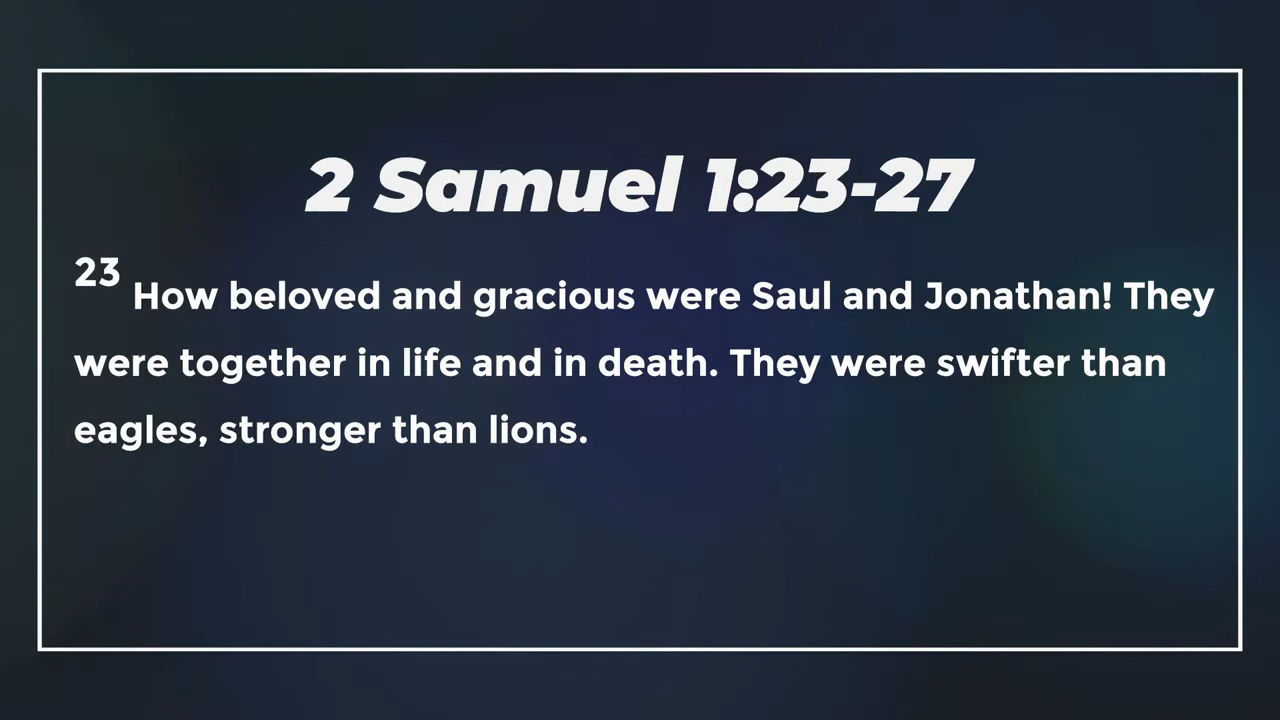 2 Samuel 1:23-27
23 How beloved and gracious were Saul and Jonathan! They
were together in life and in death. They were swifter than
eagles, stronger than lions.